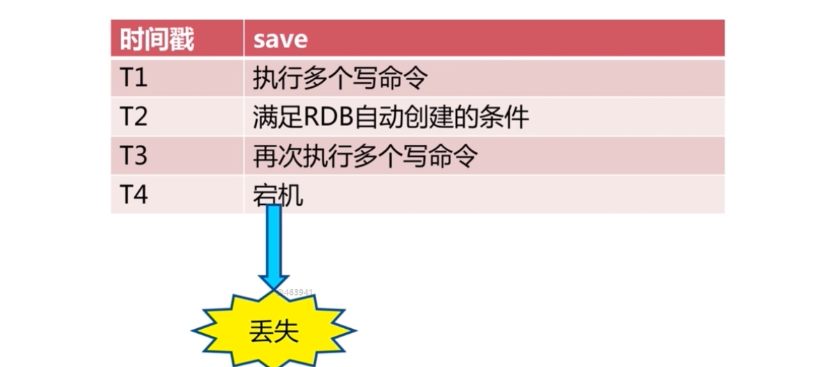 时间戳 save
T1 执行多个写命令
T2 满足RDB自动创建的条件
T3 再次执行多个写命令
T4 宕机
丢失